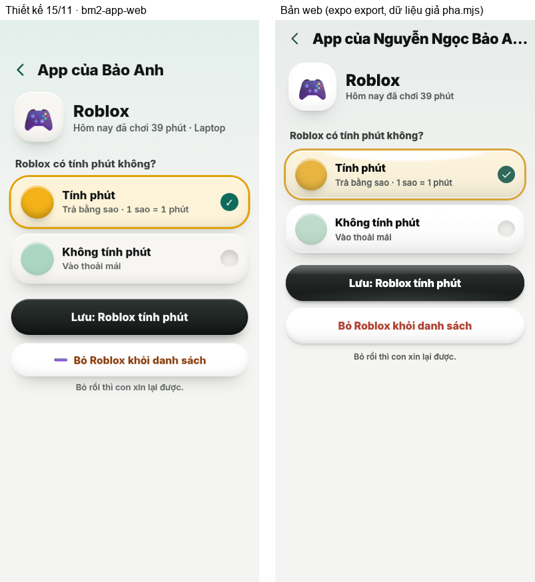 Thiết kế 15/11 · bm2-app-web
App của Bảo Anh
Roblox
Hôm nay đã chơi 39 phút · Laptop
Roblox có tính phút không?
Tính phút
Trả bằng sao · 1 sao = 1 phút
Không tính phút
Vào thoải mái
Lưu: Roblox tính phút
Bỏ Roblox khỏi danh sách
Bỏ rồi thì con xin lại được.
Bản web (expo export, dữ liệu giả pha.mjs)
App của Nguyễn Ngọc Bảo A...
Roblox
Hôm nay đã chơi 39 phút
Roblox có tính phút không?
Tính phút
Trả bằng sao · 1 sao = 1 phút
Không tính phút
Vào thoải mái
Lưu: Roblox tính phút
Bỏ Roblox khỏi danh sách
Bỏ rồi thì con xin lại được.